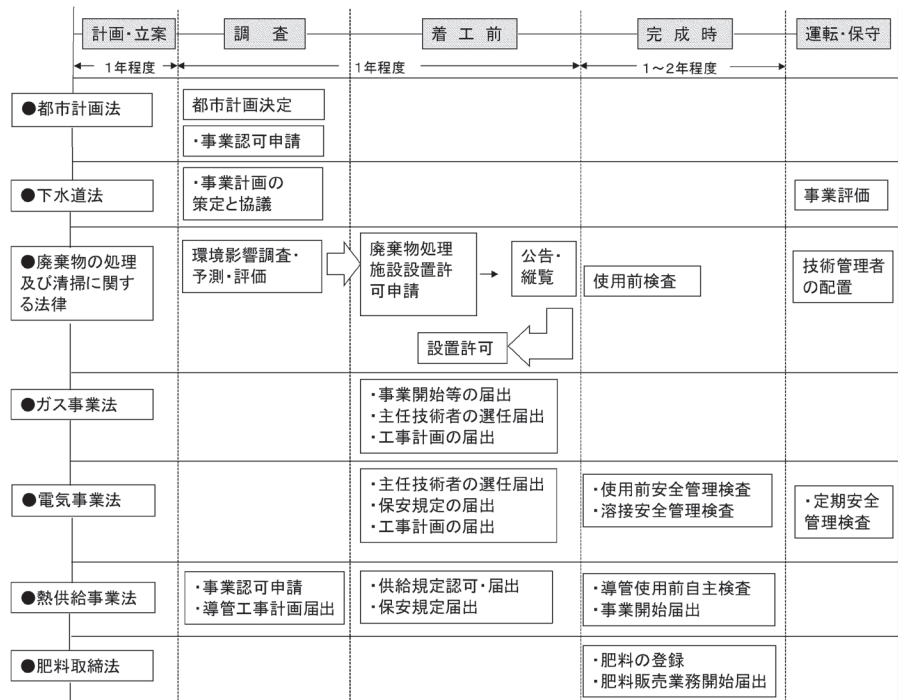 計画・立案
調 査
着 工 前
完 成 時
運転・保守
1年程度
1年程度
1～2年程度
●都市計画法
都市計画決定
・事業認可申請
●下水道法
・事業計画の
策定と協議
事業評価
●廃棄物の処理
及び清掃に関す
る法律
環境影響調査・
予測・評価
廃棄物処理
施設設置許
可申請
公告・
縦覧
設置許可
使用前検査
技術管理者
の配置
●ガス事業法
・事業開始等の届出
・主任技術者の選任届出
・工事計画の届出
●電気事業法
・主任技術者の選任届出
・保安規定の届出
・工事計画の届出
・使用前安全管理検査
・溶接安全管理検査
・定期安全
管理検査
●熱供給事業法
・事業認可申請
・導管工事計画届出
・供給規定認可・届出
・保安規定届出
・導管使用前自主検査
・事業開始届出
●肥料取締法
・肥料の登録
・肥料販売業務開始届出